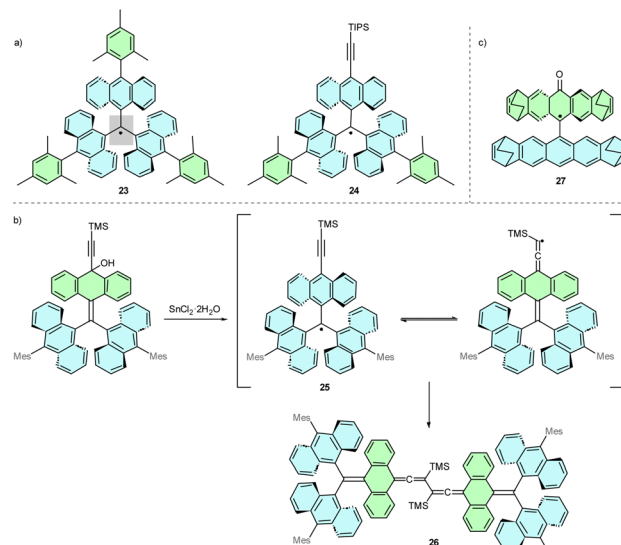 a)
TIPS
c)
O
23
24
27
b)
TMS
OH
SnCl2·2H2O
Mes
Mes
TMS
Mes
Mes
25
TMS
C
Mes
Mes
Mes
Mes
TMS
C
C
TMS
Mes
Mes
26